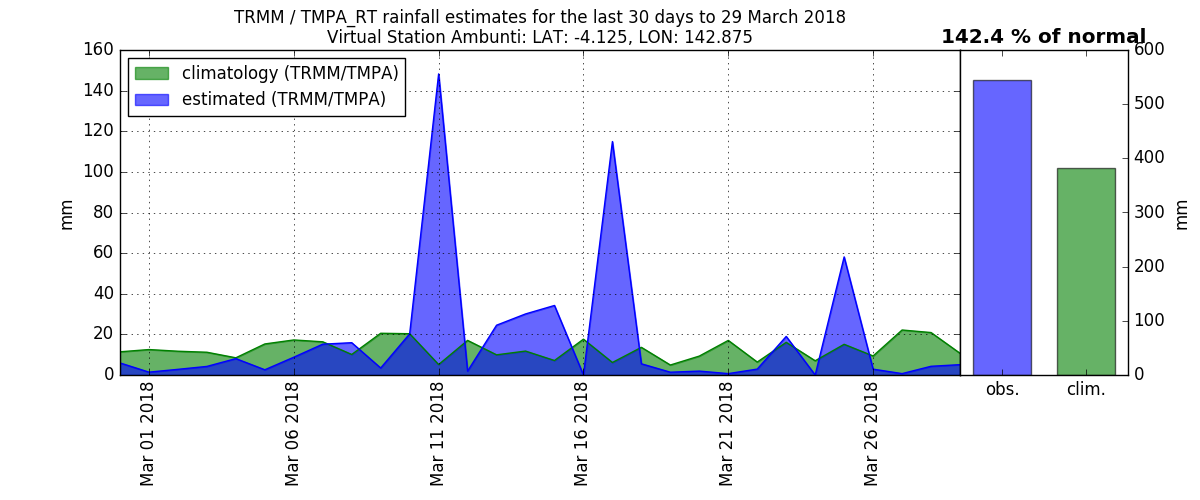 TRMM / TMPA_RT rainfall estimates for the last 30 days to 29 March 2018
Virtual Station Ambunti: LAT: -4.125, LON: 142.875
142.4 % of normal
climatology (TRMM/TMPA)
estimated (TRMM/TMPA)
160
140
120
100
80
60
40
20
0
mm
Mar 01 2018
Mar 06 2018
Mar 11 2018
Mar 16 2018
Mar 21 2018
Mar 26 2018
600
500
400
300
200
100
0
mm
obs.
clim.